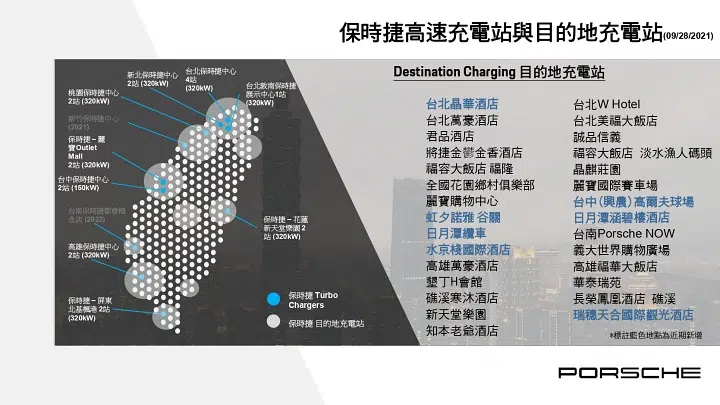 保時捷高速充電站與目的地充電站(09/28/2021)
新北保時捷中心
2站 (320kW)
台北保時捷中心
4站
(320kW)
台北敦南保時捷
展示中心1站
(320kW)
桃園保時捷中心
2站 (320kW)
新竹保時捷中心
(2021)
保時捷 – 麗
寶Outlet
Mall
2站 (320kW)
台中保時捷中心
2站 (150kW)
(2022)
高雄保時捷中心
2站 (320kW)
保時捷 – 屏東
北基楓港 2站
(320kW)
保時捷 – 花蓮
新天堂樂園 2
站 (320kW)
保時捷 Turbo
Chargers
保時捷 目的地充電站
Destination Charging 目的地充電站
台北晶華酒店
台北萬豪酒店
君品酒店
將捷金鬱金香酒店
福容大飯店 福隆
全國花園鄉村俱樂部
麗寶購物中心
虹夕諾雅 谷關
日月潭纜車
水京棧國際酒店
高雄萬豪酒店
墾丁H會館
礁溪寒沐酒店
新天堂樂園
知本老爺酒店
台北W Hotel
台北美福大飯店
誠品信義
福容大飯店 淡水漁人碼頭
晶麒莊園
麗寶國際賽車場
台中（興農）高爾夫球場
日月潭涵碧樓酒店
台南Porsche NOW
義大世界購物廣場
高雄福華大飯店
華泰瑞苑
長榮鳳凰酒店 礁溪
瑞穗天合國際觀光酒店
*標註藍色地點為近期新增
PORSCHE